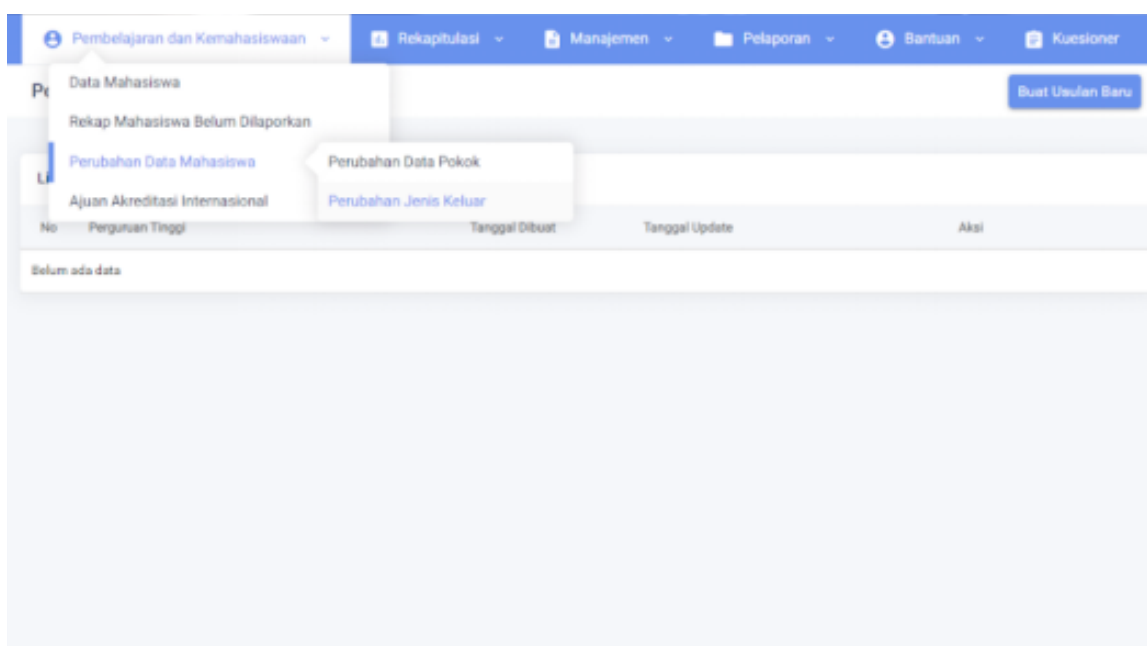 Pembelajaran dan Kemahasiswaan Rekapitulasi Manajemen Pelaporan Bantuan Kuesioner
Data Mahasiswa
Pe Buat Usulan Baru
Rekap Mahasiswa Belum Dilaporkan
Perubahan Data Mahasiswa Perubahan Data Pokok
Li
Ajuan Akreditasi Internasional Perubahan Jenis Keluar
No Perguruan Tinggi Tanggal Dibuat Tanggal Update Aksi
Belum ada data